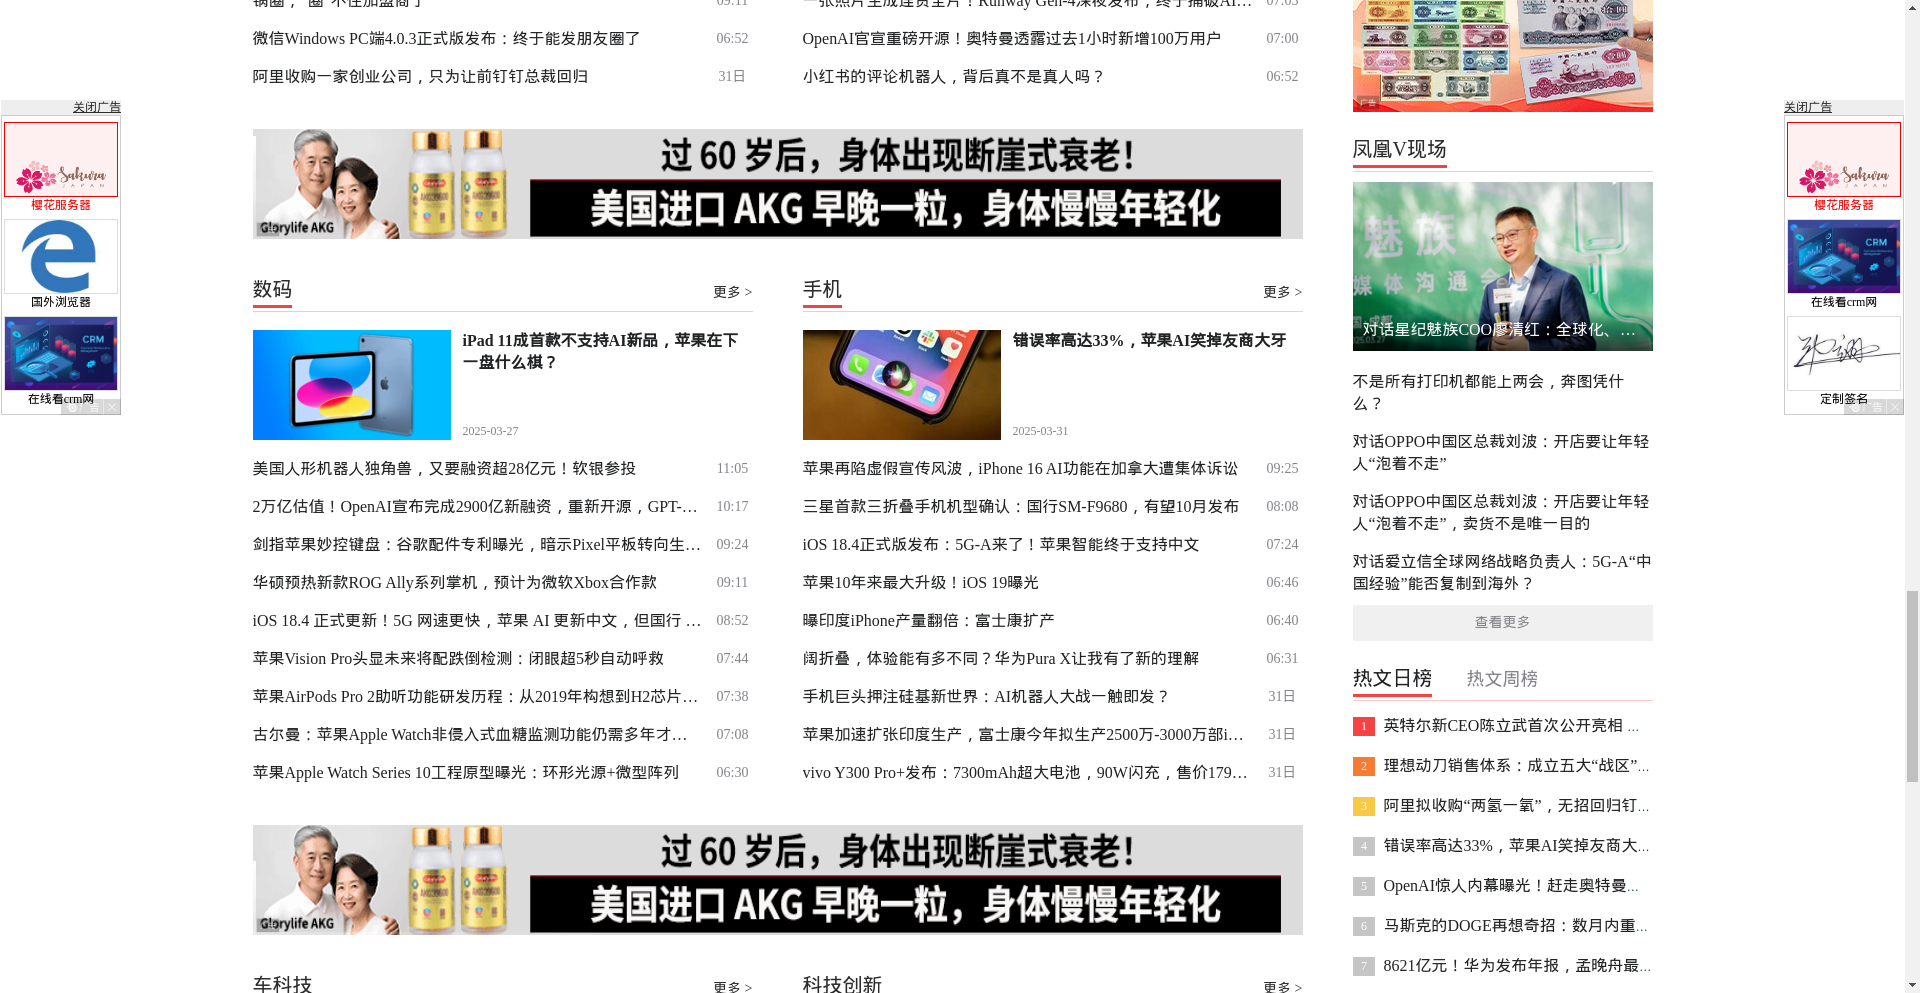 锅圈，“圈”不住加盟商了 09:11
微信Windows PC端4.0.3正式版发布：终于能发朋友圈了 06:52
阿里收购一家创业公司，只为让前钉钉总裁回归 31日
一张照片生成连贯全片！Runway Gen-4深夜发布，终于捅破AI… 07:03
OpenAI官宣重磅开源！奥特曼透露过去1小时新增100万用户 07:00
小红书的评论机器人，背后真不是真人吗？ 06:52
广告
关闭广告
Sakura
JAPAN
樱花服务器
国外浏览器
CRM
在线看crm网
广告
关闭广告
Sakura
JAPAN
樱花服务器
CRM
在线看crm网
定制签名
广告
过 60 岁后，身体出现断崖式衰老！
美国进口 AKG 早晚一粒，身体慢慢年轻化
Glorylife AKG
数码
更多 >
iPad 11成首款不支持AI新品，苹果在下
一盘什么棋？
2025-03-27
美国人形机器人独角兽，又要融资超28亿元！软银参投 11:05
2万亿估值！OpenAI宣布完成2900亿新融资，重新开源，GPT-… 10:17
剑指苹果妙控键盘：谷歌配件专利曝光，暗示Pixel平板转向生… 09:24
华硕预热新款ROG Ally系列掌机，预计为微软Xbox合作款 09:11
iOS 18.4 正式更新！5G 网速更快，苹果 AI 更新中文，但国行 … 08:52
苹果Vision Pro头显未来将配跌倒检测：闭眼超5秒自动呼救 07:44
苹果AirPods Pro 2助听功能研发历程：从2019年构想到H2芯片… 07:38
古尔曼：苹果Apple Watch非侵入式血糖监测功能仍需多年才… 07:08
苹果Apple Watch Series 10工程原型曝光：环形光源+微型阵列 06:30
手机
更多 >
错误率高达33%，苹果AI笑掉友商大牙
2025-03-31
苹果再陷虚假宣传风波，iPhone 16 AI功能在加拿大遭集体诉讼 09:25
三星首款三折叠手机机型确认：国行SM-F9680，有望10月发布 08:08
iOS 18.4正式版发布：5G-A来了！苹果智能终于支持中文 07:24
苹果10年来最大升级！iOS 19曝光 06:46
曝印度iPhone产量翻倍：富士康扩产 06:40
阔折叠，体验能有多不同？华为Pura X让我有了新的理解 06:31
手机巨头押注硅基新世界：AI机器人大战一触即发？ 31日
苹果加速扩张印度生产，富士康今年拟生产2500万-3000万部i… 31日
vivo Y300 Pro+发布：7300mAh超大电池，90W闪充，售价179… 31日
过 60 岁后，身体出现断崖式衰老！
美国进口 AKG 早晚一粒，身体慢慢年轻化
Glorylife AKG
车科技
更多 >
科技创新
更多 >
凤凰V现场
魅族
媒体沟通会
对话星纪魅族COO廖清红：全球化、…
不是所有打印机都能上两会，奔图凭什
么？
对话OPPO中国区总裁刘波：开店要让年轻
人“泡着不走”
对话OPPO中国区总裁刘波：开店要让年轻
人“泡着不走”，卖货不是唯一目的
对话爱立信全球网络战略负责人：5G-A“中
国经验”能否复制到海外？
查看更多
热文日榜 热文周榜
1 英特尔新CEO陈立武首次公开亮相 …
2 理想动刀销售体系：成立五大“战区”…
3 阿里拟收购“两氢一氧”，无招回归钉…
4 错误率高达33%，苹果AI笑掉友商大…
5 OpenAI惊人内幕曝光！赶走奥特曼…
6 马斯克的DOGE再想奇招：数月内重…
7 8621亿元！华为发布年报，孟晚舟最…